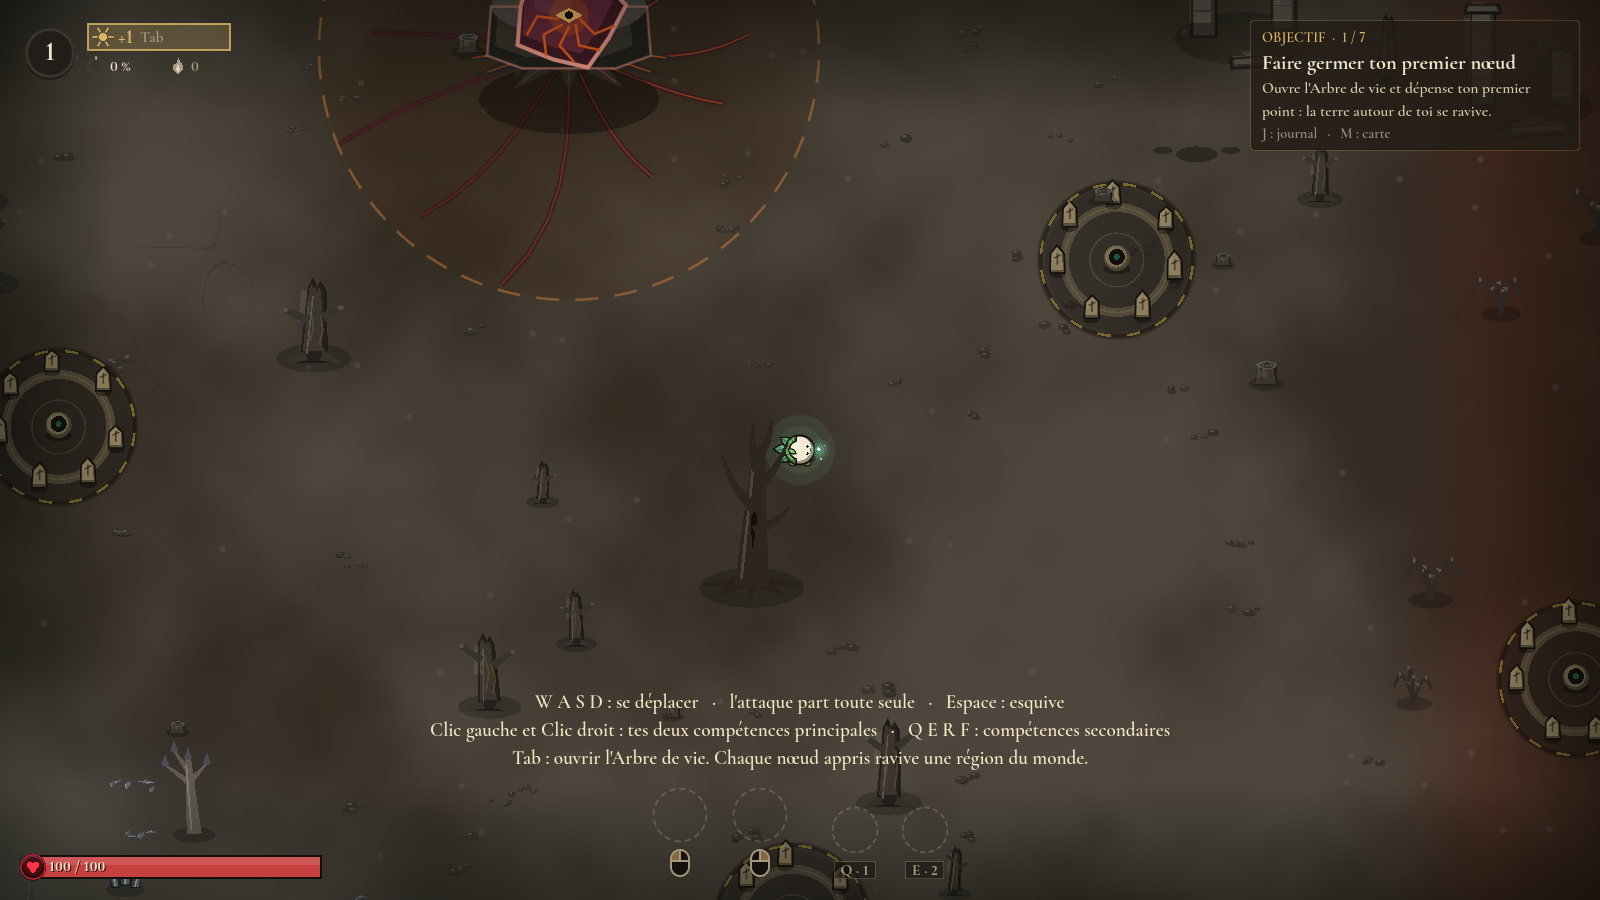 1
+1 Tab
0 %
0
OBJECTIF · 1 / 7
Faire germer ton premier nœud
Ouvre l'Arbre de vie et dépense ton premier
point : la terre autour de toi se ravive.
J : journal · M : carte
W A S D : se déplacer · l'attaque part toute seule · Espace : esquive
Clic gauche et Clic droit : tes deux compétences principales · Q E R F : compétences secondaires
Tab : ouvrir l'Arbre de vie. Chaque nœud appris ravive une région du monde.
100 / 100
Q · 1
E · 2